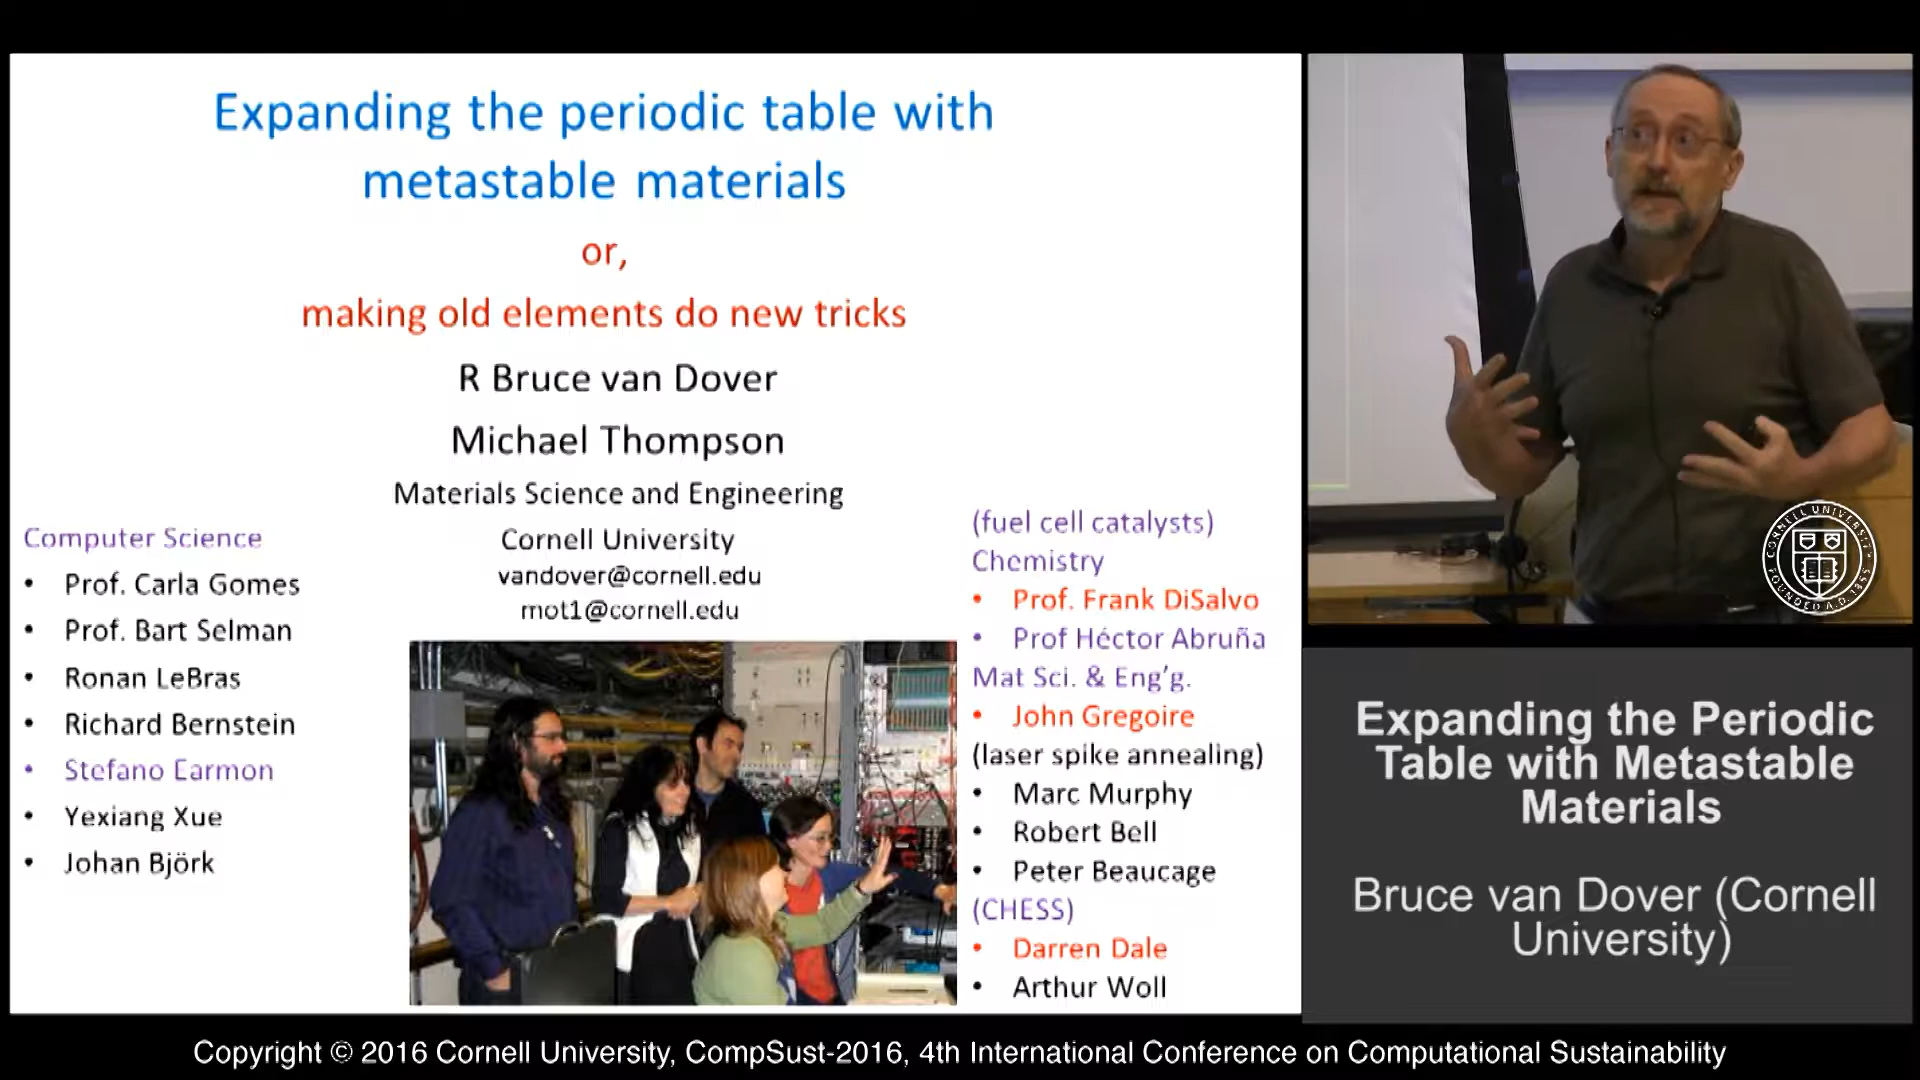 Expanding the periodic table with
metastable materials
or,
making old elements do new tricks
R Bruce van Dover
Michael Thompson
Materials Science and Engineering
Cornell University
vandover@cornell.edu
mot1@cornell.edu
Computer Science
• Prof. Carla Gomes
• Prof. Bart Selman
• Ronan LeBras
• Richard Bernstein
• Stefano Earmon
• Yexiang Xue
• Johan Björk
(fuel cell catalysts)
Chemistry
• Prof. Frank DiSalvo
• Prof Héctor Abruña
Mat Sci. & Eng’g.
• John Gregoire
(laser spike annealing)
• Marc Murphy
• Robert Bell
• Peter Beaucage
(CHESS)
• Darren Dale
• Arthur Woll
CORNELL UNIVERSITY
FOUNDED A.D. 1865
Expanding the Periodic
Table with Metastable
Materials
Bruce van Dover (Cornell
University)
Copyright © 2016 Cornell University, CompSust-2016, 4th International Conference on Computational Sustainability